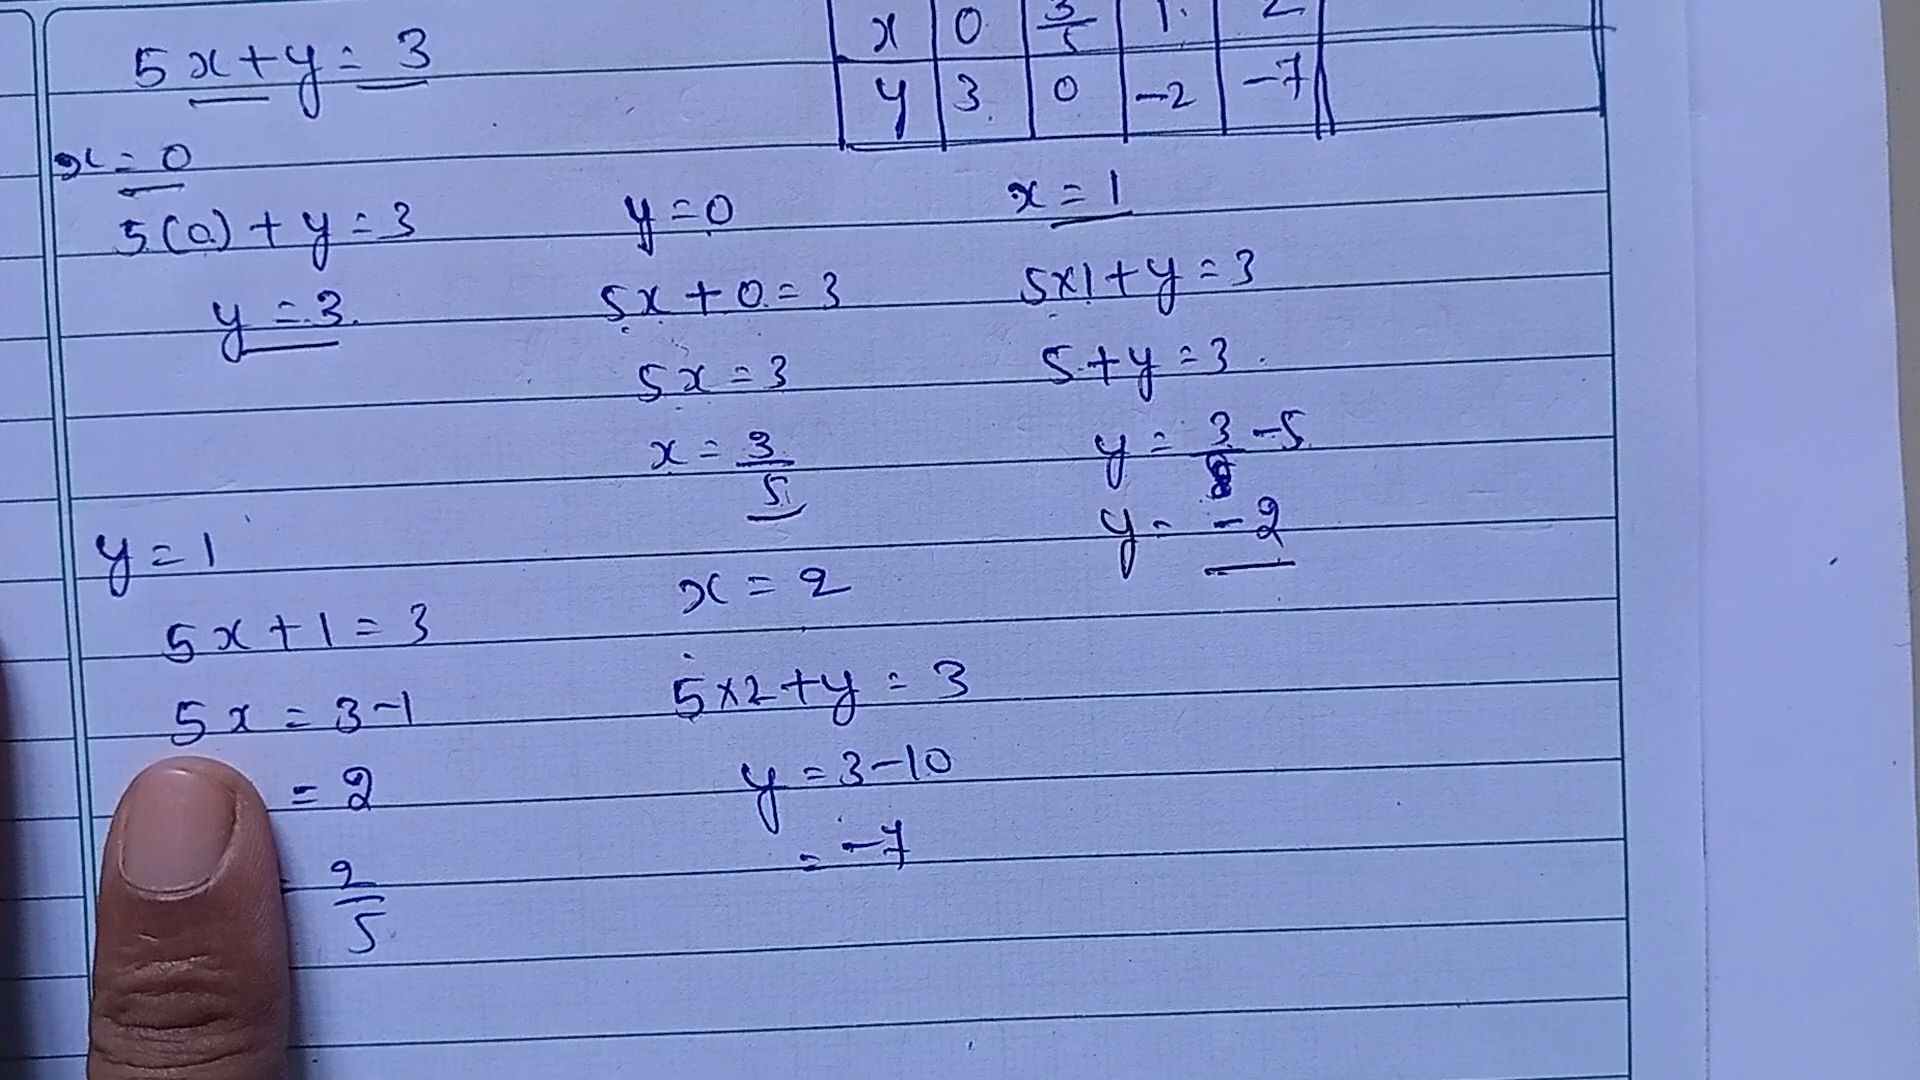 5x+y=3
x 0 3/5 1. 2
y 3. 0 -2 -7
x=0
5(0)+y=3
y=3.
y=0
5x+0=3
5x=3
x=3/5
x=1
5x1+y=3
5+y=3.
y=3-5
y=-2
y=1
5x+1=3
5x=3-1
=2
=2/5
x=2
5x2+y=3
y=3-10
=-7